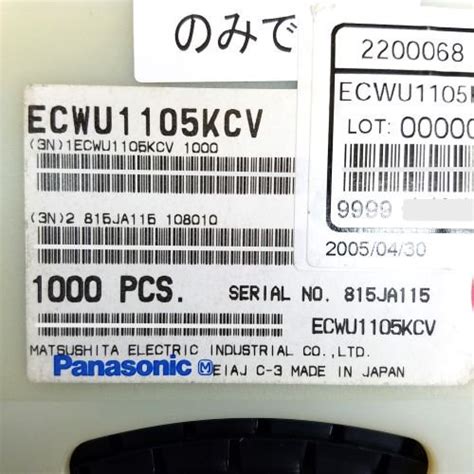 のみで
2200068
ECWU1105
LOT: 00000
9999
2005/04/30
ECWU1105KCV
(3N)1ECWU1105KCV 1000
(3N)2 815JA115 108010
1000 PCS.
SERIAL NO. 815JA115
ECWU1105KCV
MATSUSHITA ELECTRIC INDUSTRIAL CO.,LTD.
Panasonic M EIAJ C-3 MADE IN JAPAN